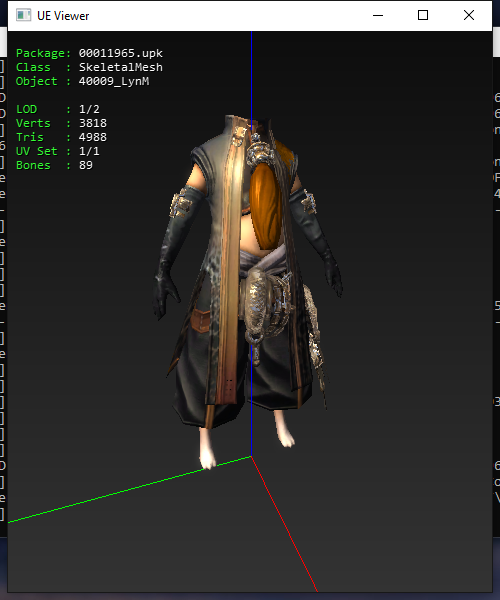 UE Viewer
Package: 00011965.upk
Class : SkeletalMesh
Object : 40009_LynM
LOD : 1/2
Verts : 3818
Tris : 4988
UV Set : 1/1
Bones : 89